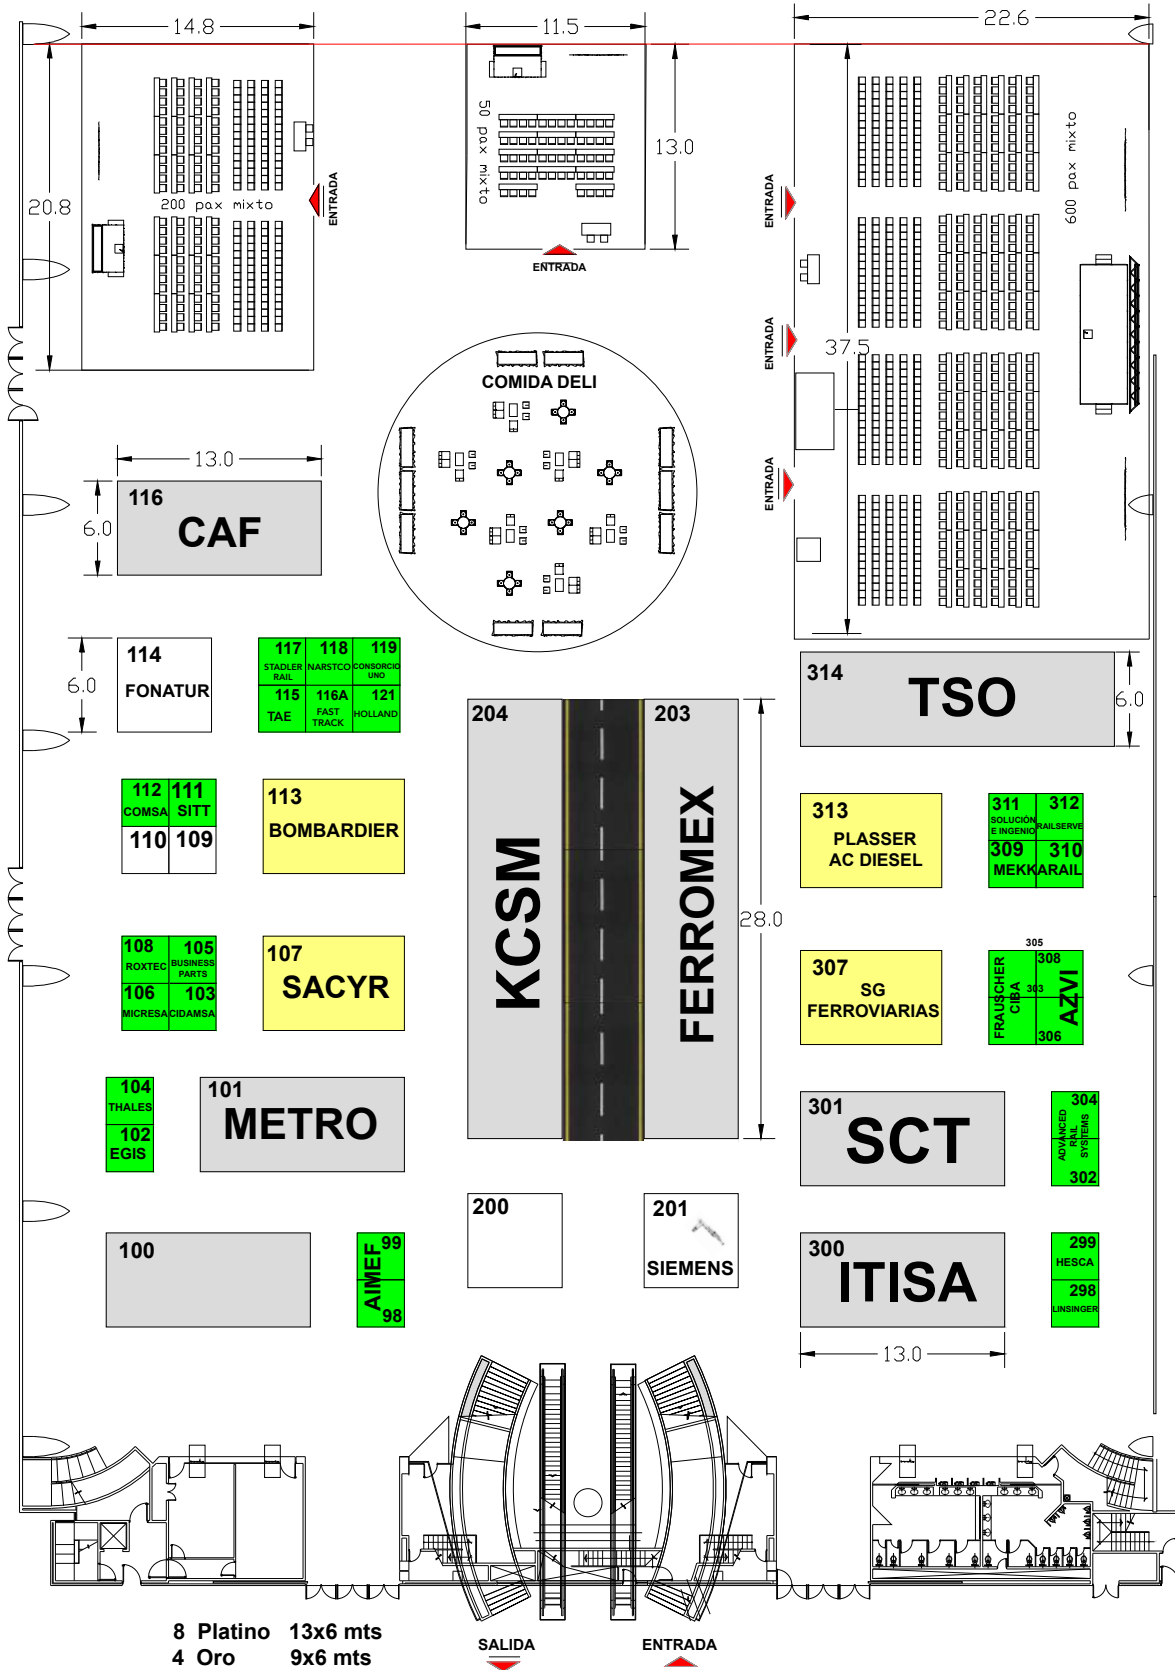 14.8
11.5
22.6
20.8
200 pax mixto
ENTRADA
50 pax mixto
13.0
ENTRADA
ENTRADA
600 pax mixto
ENTRADA
37.5
ENTRADA
COMIDA DELI
13.0
6.0
116
CAF
6.0
114
FONATUR
117
STADLER
RAIL
118
NARSTCO
119
CONSORCIO
UNO
115
TAE
116A
FAST
TRACK
121
HOLLAND
314
TSO
6.0
204
KCSM
203
FERROMEX
28.0
112
COMSA
111
SITT
110
109
113
BOMBARDIER
313
PLASSER
AC DIESEL
311
SOLUCIÓN
E INGENIO
312
RAILSERVE
309
310
MEKKARAIL
108
ROXTEC
105
BUSINESS
PARTS
106
MICRESA
103
CIDAMSA
107
SACYR
307
SG
FERROVIARIAS
305
FRAUSCHER
CIBA
303
308
AZVI
306
104
THALES
102
EGIS
101
METRO
301
SCT
304
ADVANCED
RAIL
SYSTEMS
302
100
99
AIMEF
98
200
201
SIEMENS
300
ITISA
299
HESCA
298
LINSINGER
13.0
8 Platino 13x6 mts
4 Oro 9x6 mts
SALIDA
ENTRADA